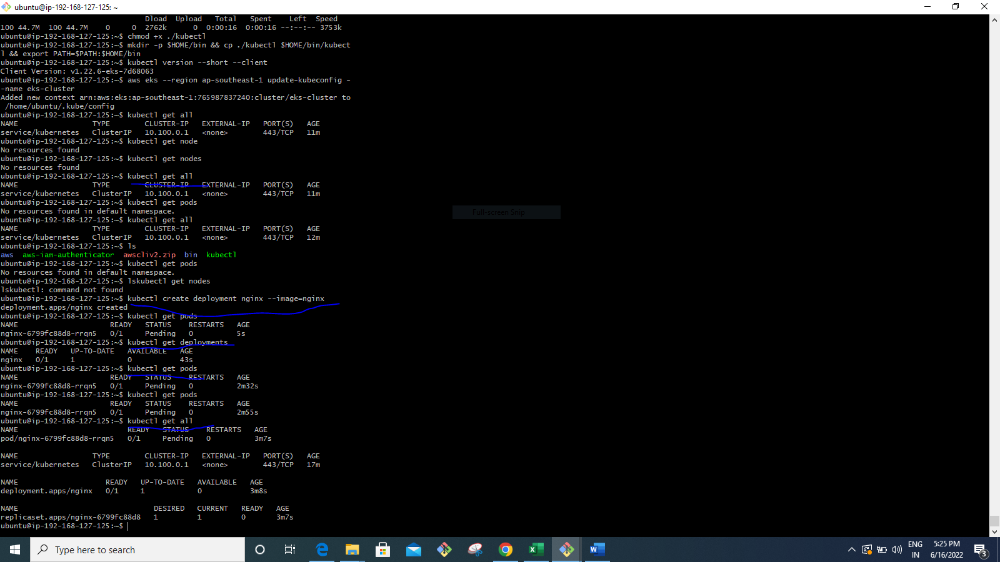 ubuntu@ip-192-168-127-125: ~
Dload  Upload   Total   Spent    Left  Speed
100 44.7M  100 44.7M    0     0  2762k      0  0:00:16  0:00:16 --:--:-- 3753k
ubuntu@ip-192-168-127-125:~$ chmod +x ./kubectl
ubuntu@ip-192-168-127-125:~$ mkdir -p $HOME/bin && cp ./kubectl $HOME/bin/kubect
l && export PATH=$PATH:$HOME/bin
ubuntu@ip-192-168-127-125:~$ kubectl version --short --client
Client Version: v1.22.6-eks-7d68063
ubuntu@ip-192-168-127-125:~$ aws eks --region ap-southeast-1 update-kubeconfig -
-name eks-cluster
Added new context arn:aws:eks:ap-southeast-1:765987837240:cluster/eks-cluster to
/home/ubuntu/.kube/config
ubuntu@ip-192-168-127-125:~$ kubectl get all
NAME                 TYPE        CLUSTER-IP   EXTERNAL-IP   PORT(S)   AGE
service/kubernetes   ClusterIP   10.100.0.1   <none>        443/TCP   11m
ubuntu@ip-192-168-127-125:~$ kubectl get node
No resources found
ubuntu@ip-192-168-127-125:~$ kubectl get nodes
No resources found
ubuntu@ip-192-168-127-125:~$ kubectl get all
NAME                 TYPE        CLUSTER-IP   EXTERNAL-IP   PORT(S)   AGE
service/kubernetes   ClusterIP   10.100.0.1   <none>        443/TCP   11m
ubuntu@ip-192-168-127-125:~$ kubectl get pods
No resources found in default namespace.
ubuntu@ip-192-168-127-125:~$ kubectl get all
NAME                 TYPE        CLUSTER-IP   EXTERNAL-IP   PORT(S)   AGE
service/kubernetes   ClusterIP   10.100.0.1   <none>        443/TCP   12m
ubuntu@ip-192-168-127-125:~$ ls
aws  aws-iam-authenticator  awscliv2.zip  bin  kubectl
ubuntu@ip-192-168-127-125:~$ kubectl get pods
No resources found in default namespace.
ubuntu@ip-192-168-127-125:~$ lskubectl get nodes
lskubectl: command not found
ubuntu@ip-192-168-127-125:~$ kubectl create deployment nginx --image=nginx
deployment.apps/nginx created
ubuntu@ip-192-168-127-125:~$ kubectl get pods
NAME                     READY   STATUS    RESTARTS   AGE
nginx-6799fc88d8-rrqn5   0/1     Pending   0          5s
ubuntu@ip-192-168-127-125:~$ kubectl get deployments
NAME    READY   UP-TO-DATE   AVAILABLE   AGE
nginx   0/1     1            0           43s
ubuntu@ip-192-168-127-125:~$ kubectl get pods
NAME                     READY   STATUS    RESTARTS   AGE
nginx-6799fc88d8-rrqn5   0/1     Pending   0          2m32s
ubuntu@ip-192-168-127-125:~$ kubectl get pods
NAME                     READY   STATUS    RESTARTS   AGE
nginx-6799fc88d8-rrqn5   0/1     Pending   0          2m55s
ubuntu@ip-192-168-127-125:~$ kubectl get all
NAME                         READY   STATUS    RESTARTS   AGE
pod/nginx-6799fc88d8-rrqn5   0/1     Pending   0          3m7s
NAME                 TYPE        CLUSTER-IP   EXTERNAL-IP   PORT(S)   AGE
service/kubernetes   ClusterIP   10.100.0.1   <none>        443/TCP   17m
NAME                    READY   UP-TO-DATE   AVAILABLE   AGE
deployment.apps/nginx   0/1     1            0           3m8s
NAME                               DESIRED   CURRENT   READY   AGE
replicaset.apps/nginx-6799fc88d8   1         1         0       3m7s
ubuntu@ip-192-168-127-125:~$
Full-screen Snip
Type here to search
ENG
IN
5:25 PM
6/16/2022
3